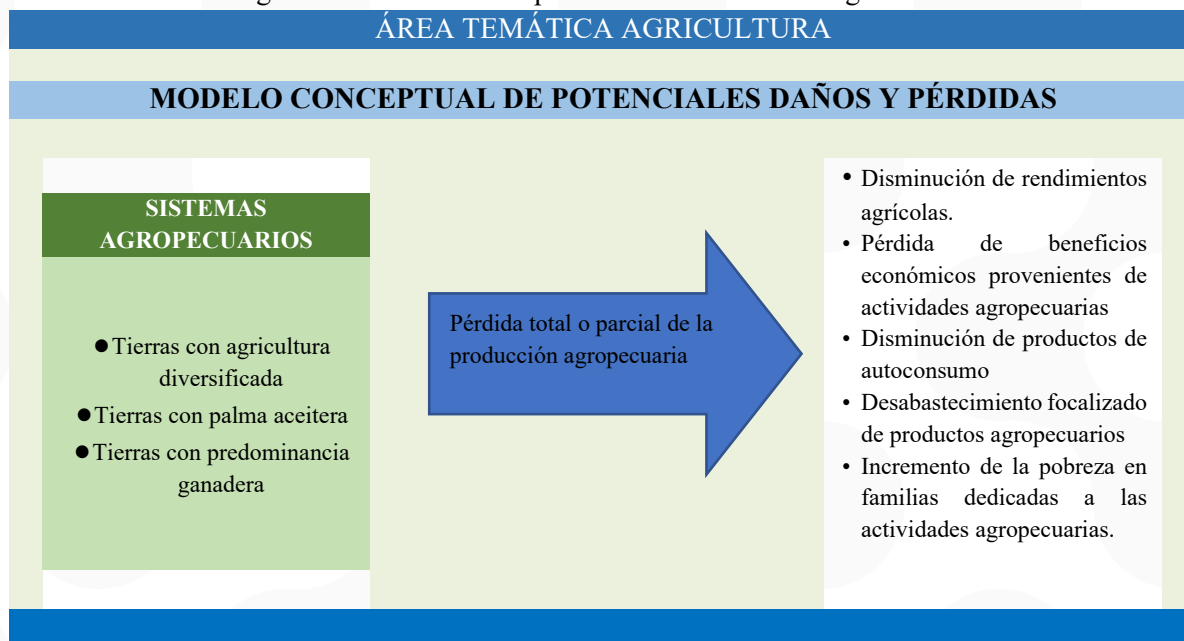 ÁREA TEMÁTICA AGRICULTURA
MODELO CONCEPTUAL DE POTENCIALES DAÑOS Y PÉRDIDAS
SISTEMAS
AGROPECUARIOS
● Tierras con agricultura
diversificada
● Tierras con palma aceitera
● Tierras con predominancia
ganadera
Pérdida total o parcial de la
producción agropecuaria
• Disminución de rendimientos
agrícolas.
• Pérdida de beneficios
económicos provenientes de
actividades agropecuarias
• Disminución de productos de
autoconsumo
• Desabastecimiento focalizado
de productos agropecuarios
• Incremento de la pobreza en
familias dedicadas a las
actividades agropecuarias.